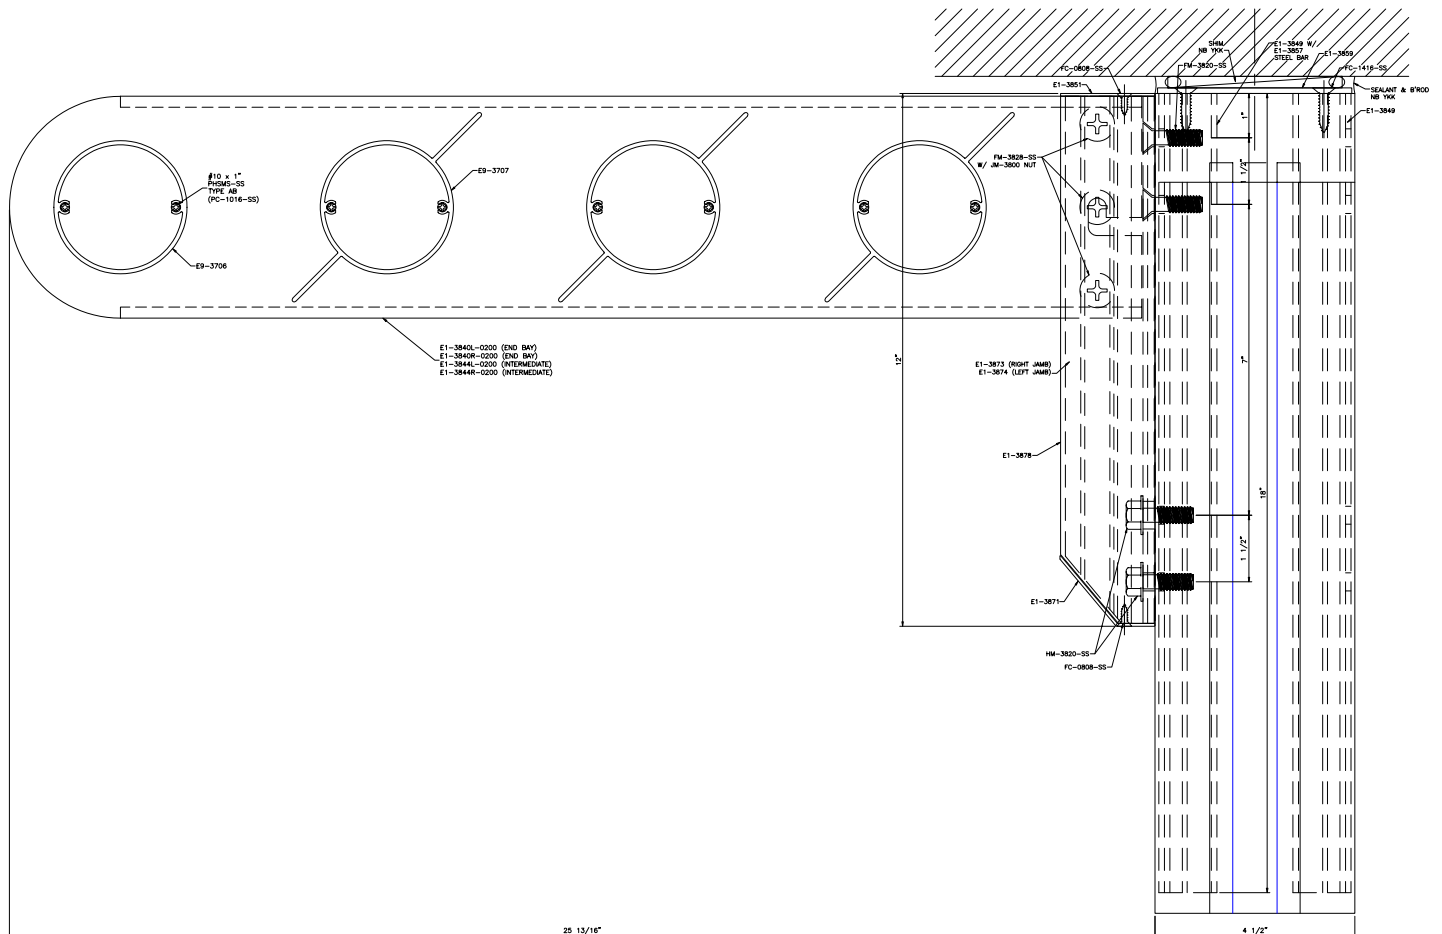 SHIM
NB YKK
E1-3849 W/
E1-3857
STEEL BAR
E1-3859
FC-0808-SS
FM-3820-SS
FC-1416-SS
E1-3851
SEALANT & B'ROD
NB YKK
E1-3849
1"
#10 x 1"
PHSMS-SS
TYPE AB
(PC-1016-SS)
E9-3707
FM-3828-SS
W/ JM-3800 NUT
1 1/2"
E9-3706
E1-3840L-0200 (END BAY)
E1-3840R-0200 (END BAY)
E1-3844L-0200 (INTERMEDIATE)
E1-3844R-0200 (INTERMEDIATE)
12"
E1-3873 (RIGHT JAMB)
E1-3874 (LEFT JAMB)
7"
E1-3878
18"
1 1/2"
E1-3871
HM-3820-SS
FC-0808-SS
25 13/16"
4 1/2"